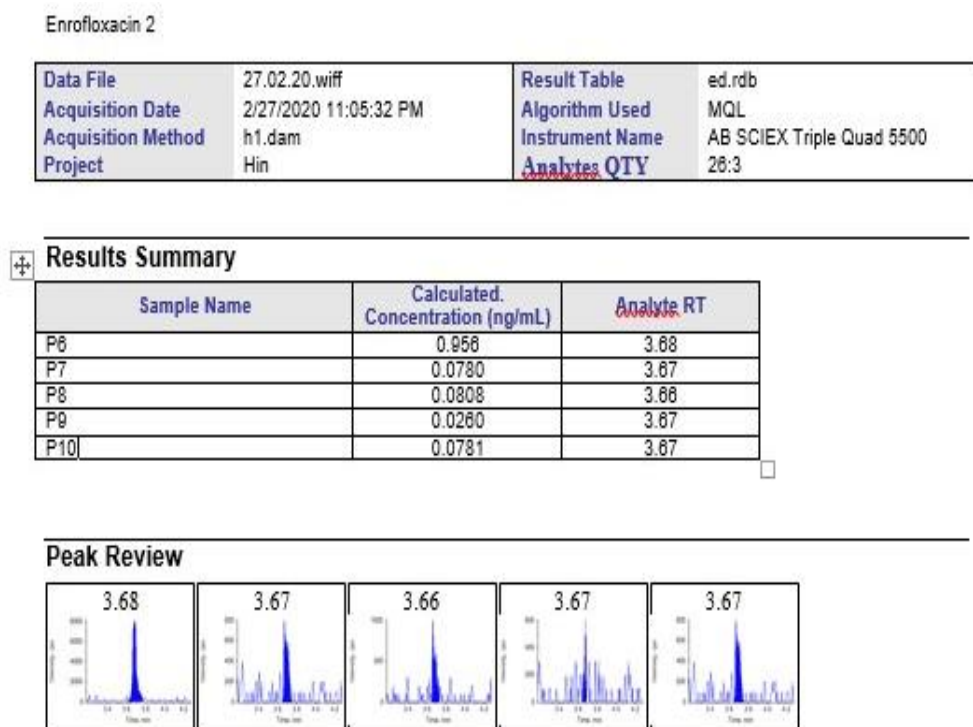 Enrofloxacin 2
Data File 27.02.20.wiff Result Table ed.rdb
Acquisition Date 2/27/2020 11:05:32 PM Algorithm Used MQL
Acquisition Method h1.dam Instrument Name AB SCIEX Triple Quad 5500
Project Hin Analytes QTY 26:3
Results Summary
Sample Name Calculated. Concentration (ng/mL) Analyte RT
P6 0.956 3.68
P7 0.0780 3.67
P8 0.0808 3.66
P9 0.0260 3.67
P10 0.0781 3.67
Peak Review
3.68 3.67 3.66 3.67 3.67